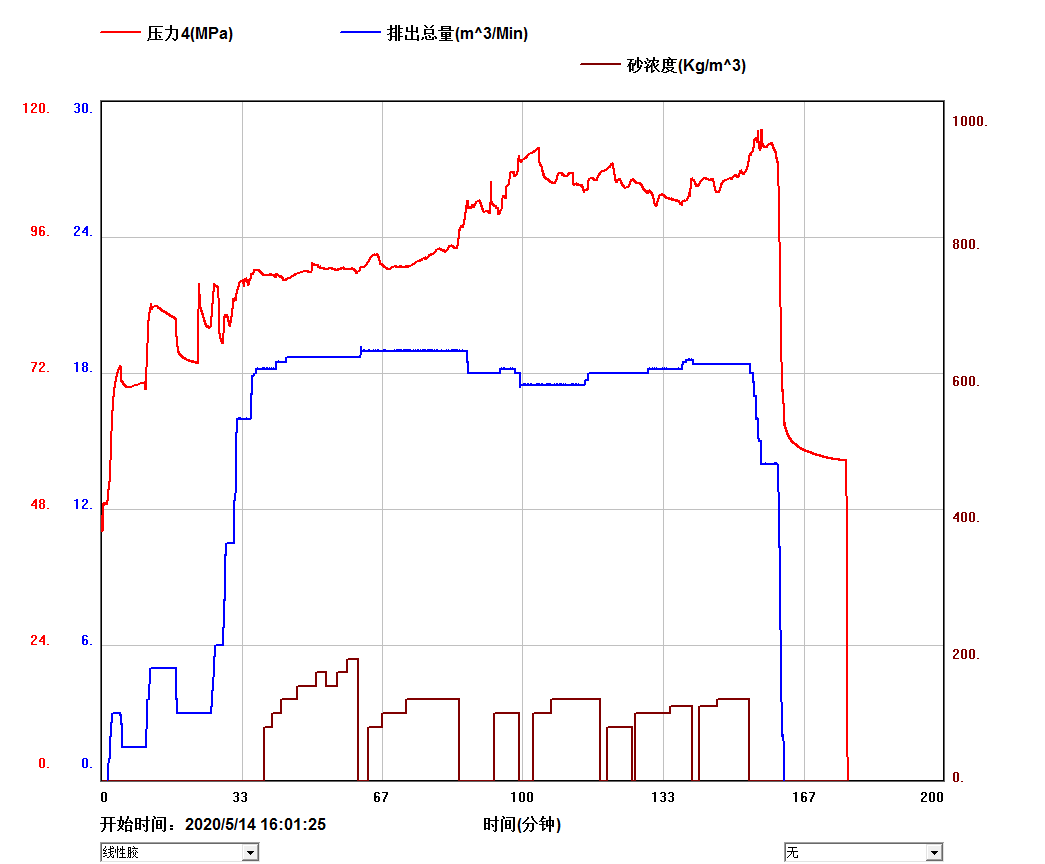 压力4(MPa) 排出总量(m^3/Min)
砂浓度(Kg/m^3)
120. 30. 1000.
96. 24. 800.
72. 18. 600.
48. 12. 400.
24. 6. 200.
0. 0. 0.
0 33 67 100 133 167 200
开始时间：2020/5/14 16:01:25 时间(分钟)
线性胶 无